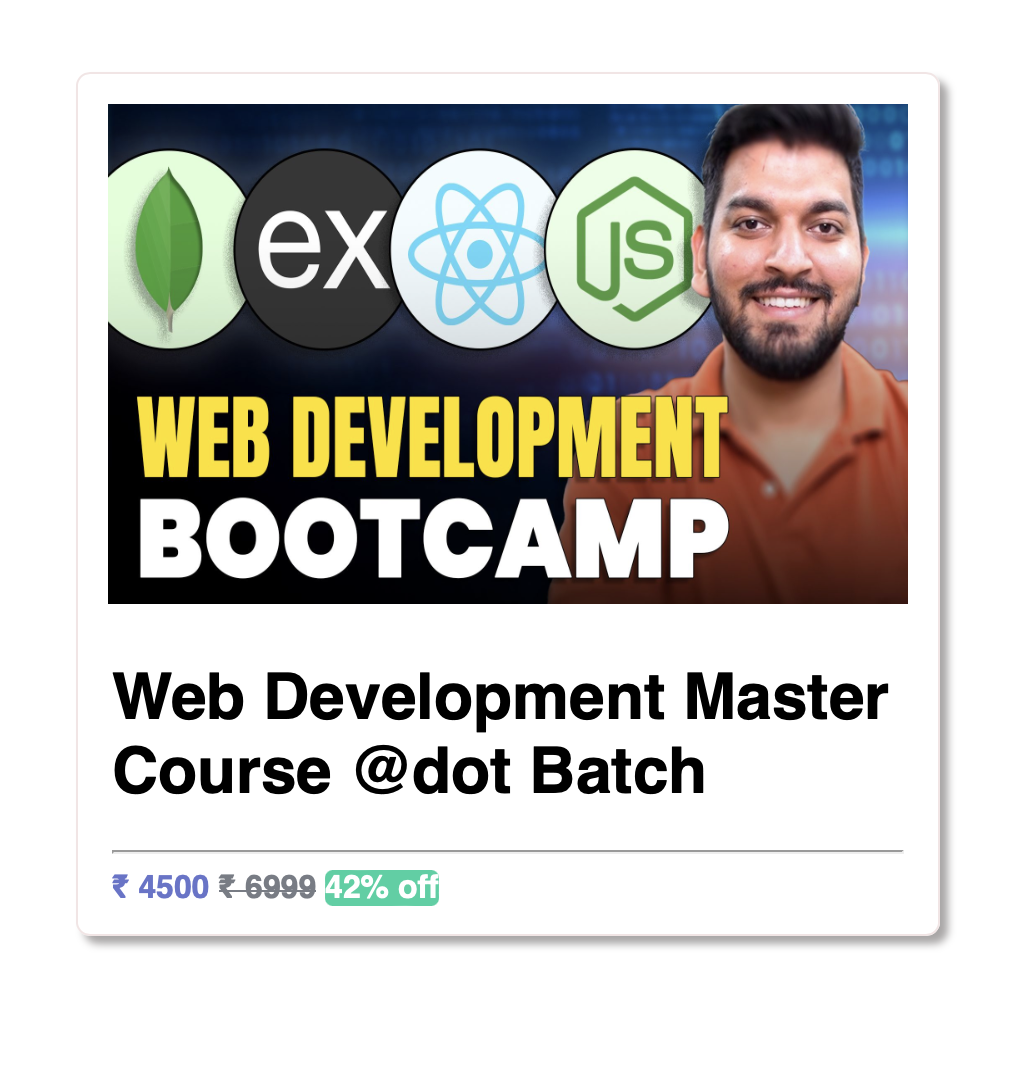 ex
JS
WEB DEVELOPMENT
BOOTCAMP
Web Development Master
Course @dot Batch
₹ 4500 ₹ 6999 42% off